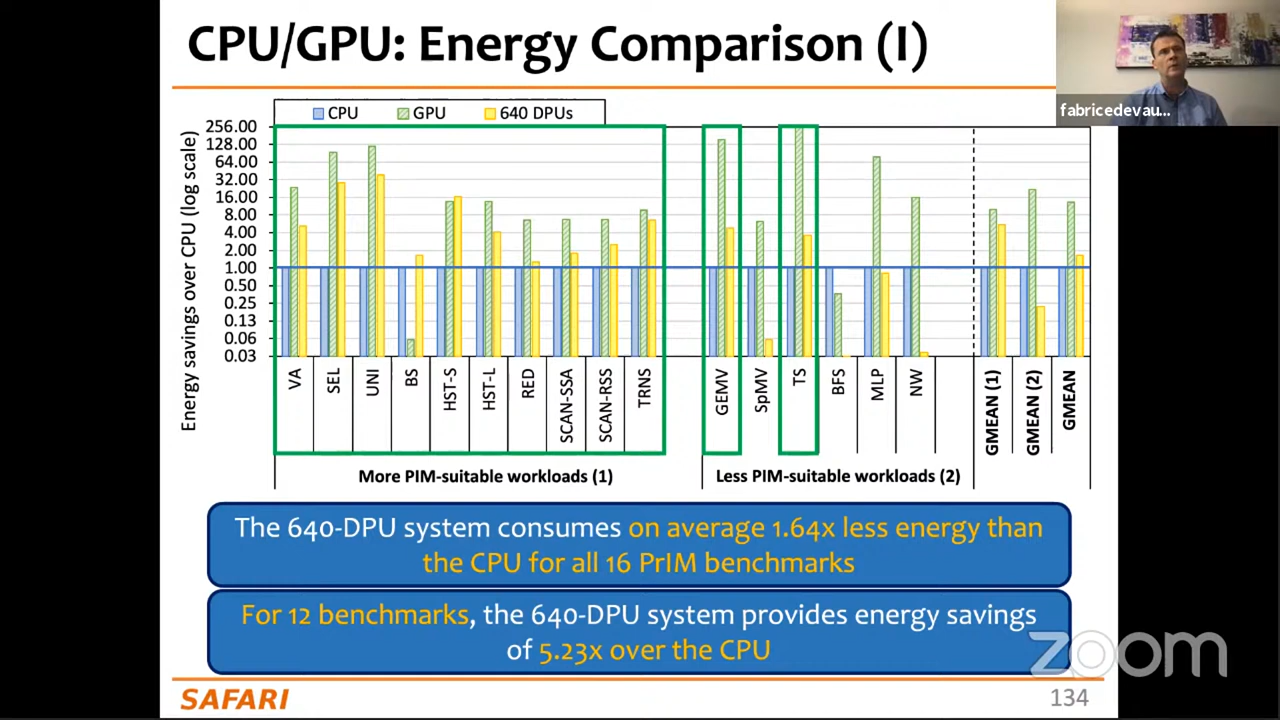 CPU/GPU: Energy Comparison (I)
fabricedevau...
CPU GPU 640 DPUs
Energy savings over CPU (log scale)
256.00
128.00
64.00
32.00
16.00
8.00
4.00
2.00
1.00
0.50
0.25
0.13
0.06
0.03
VA
SEL
UNI
BS
HST-S
HST-L
RED
SCAN-SSA
SCAN-RSS
TRNS
GEMV
SpMV
TS
BFS
MLP
NW
GMEAN (1)
GMEAN (2)
GMEAN
More PIM-suitable workloads (1)
Less PIM-suitable workloads (2)
The 640-DPU system consumes on average 1.64x less energy than
the CPU for all 16 PrIM benchmarks
For 12 benchmarks, the 640-DPU system provides energy savings
of 5.23x over the CPU
zoom
SAFARI
134